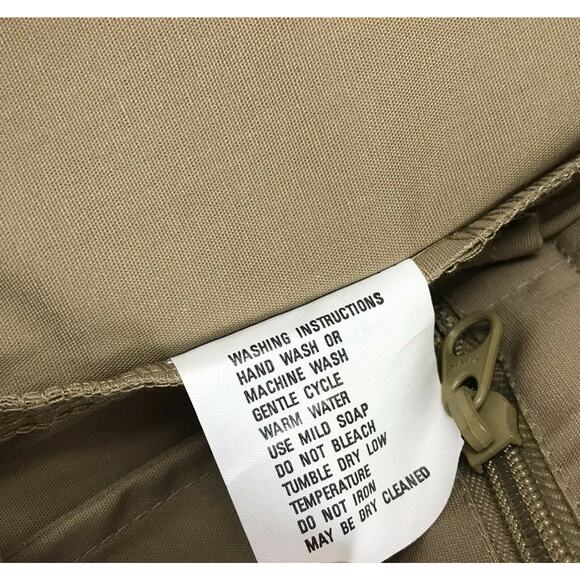 WASHING INSTRUCTIONS
HAND WASH OR
MACHINE WASH
GENTLE CYCLE
WARM WATER
USE MILD SOAP
DO NOT BLEACH
TUMBLE DRY LOW
TEMPERATURE
DO NOT IRON
MAY BE DRY CLEANED